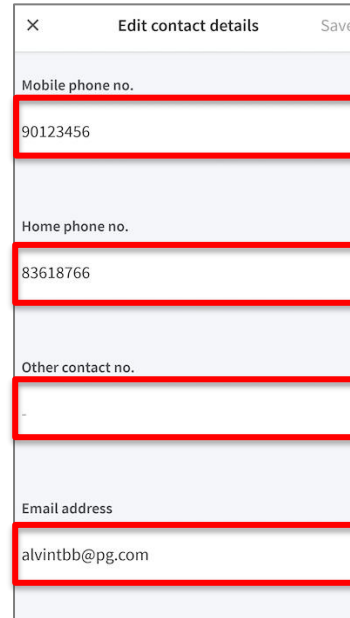 × Edit contact details Save
Mobile phone no.
90123456
Home phone no.
83618766
Other contact no.
-
Email address
alvintbb@pg.com